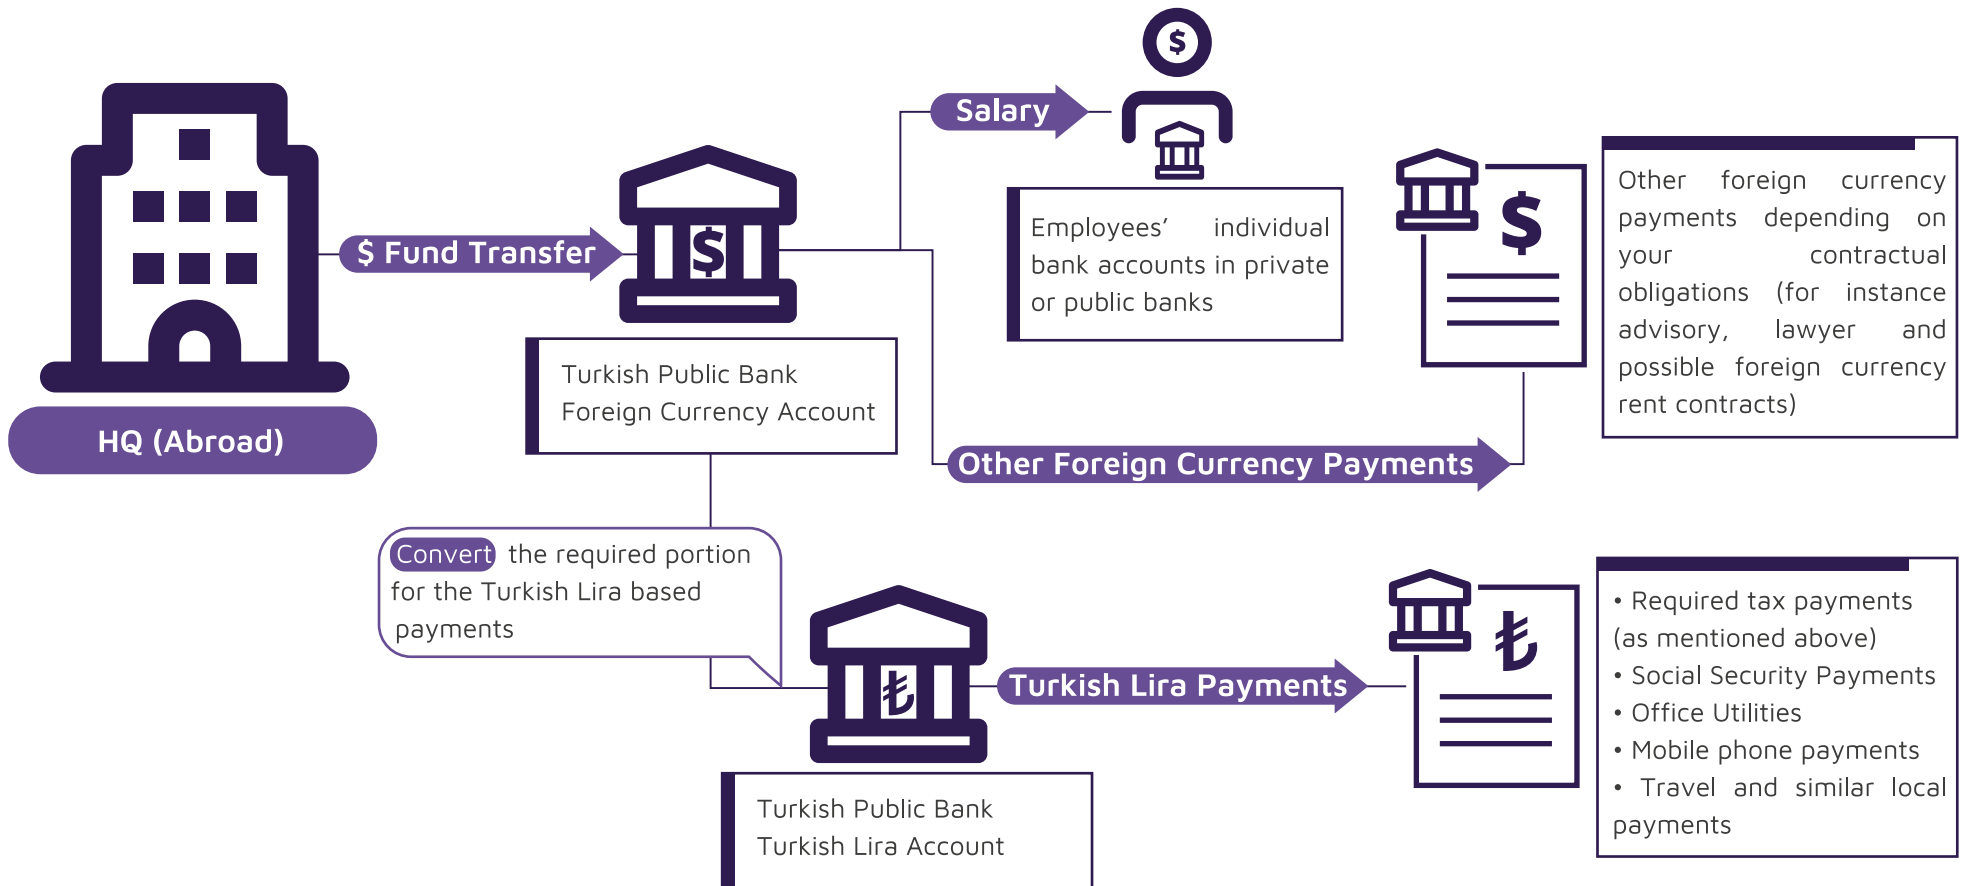 $
Salary
Employees’ individual
bank accounts in private
or public banks
$
Other foreign currency
payments depending on
your contractual
obligations (for instance
advisory, lawyer and
possible foreign currency
rent contracts)
$ Fund Transfer
$
HQ (Abroad)
Turkish Public Bank
Foreign Currency Account
Other Foreign Currency Payments
Convert the required portion
for the Turkish Lira based
payments
₺
Turkish Lira Payments
₺
• Required tax payments
(as mentioned above)
• Social Security Payments
• Office Utilities
• Mobile phone payments
• Travel and similar local
payments
Turkish Public Bank
Turkish Lira Account